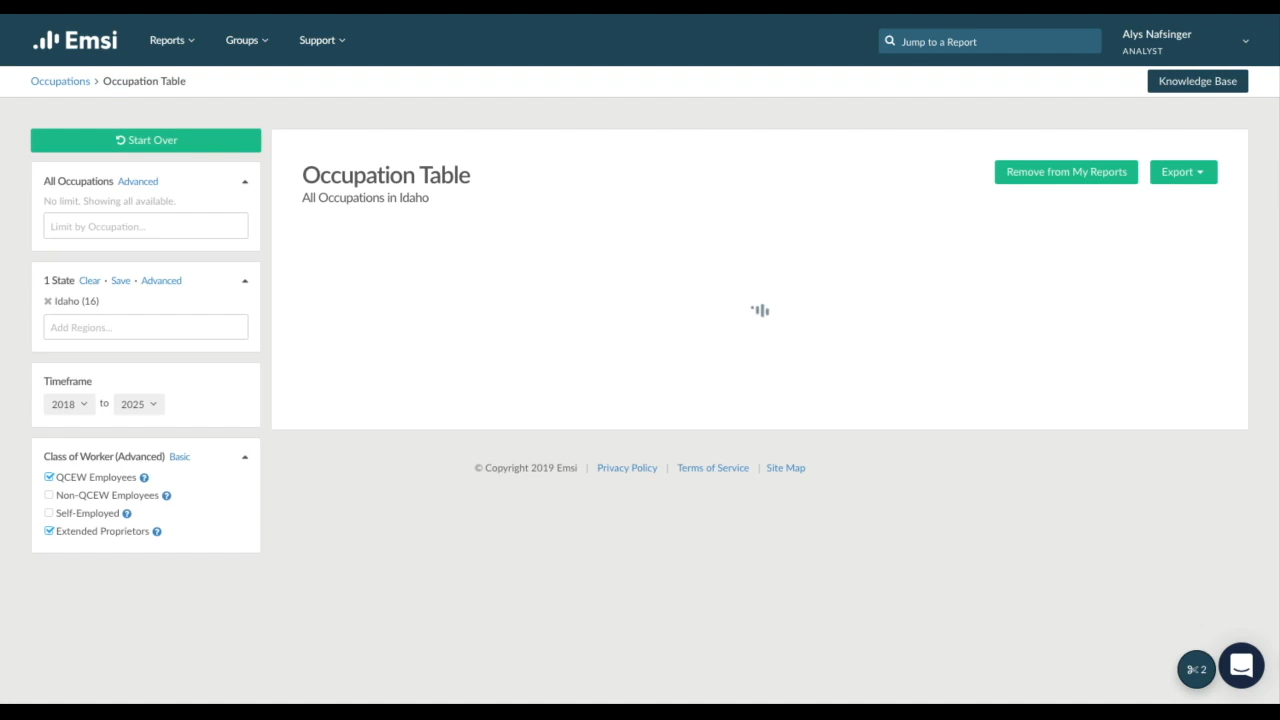 Emsi
Reports
Groups
Support
Jump to a Report
Alys Nafsinger
ANALYST
Occupations > Occupation Table
Knowledge Base
Start Over
All Occupations Advanced
No limit. Showing all available.
Limit by Occupation...
1 State Clear · Save · Advanced
Idaho (16)
Add Regions...
Timeframe
2018 to 2025
Class of Worker (Advanced) Basic
QCEW Employees
Non-QCEW Employees
Self-Employed
Extended Proprietors
Occupation Table
All Occupations in Idaho
Remove from My Reports
Export
© Copyright 2019 Emsi | Privacy Policy | Terms of Service | Site Map
2